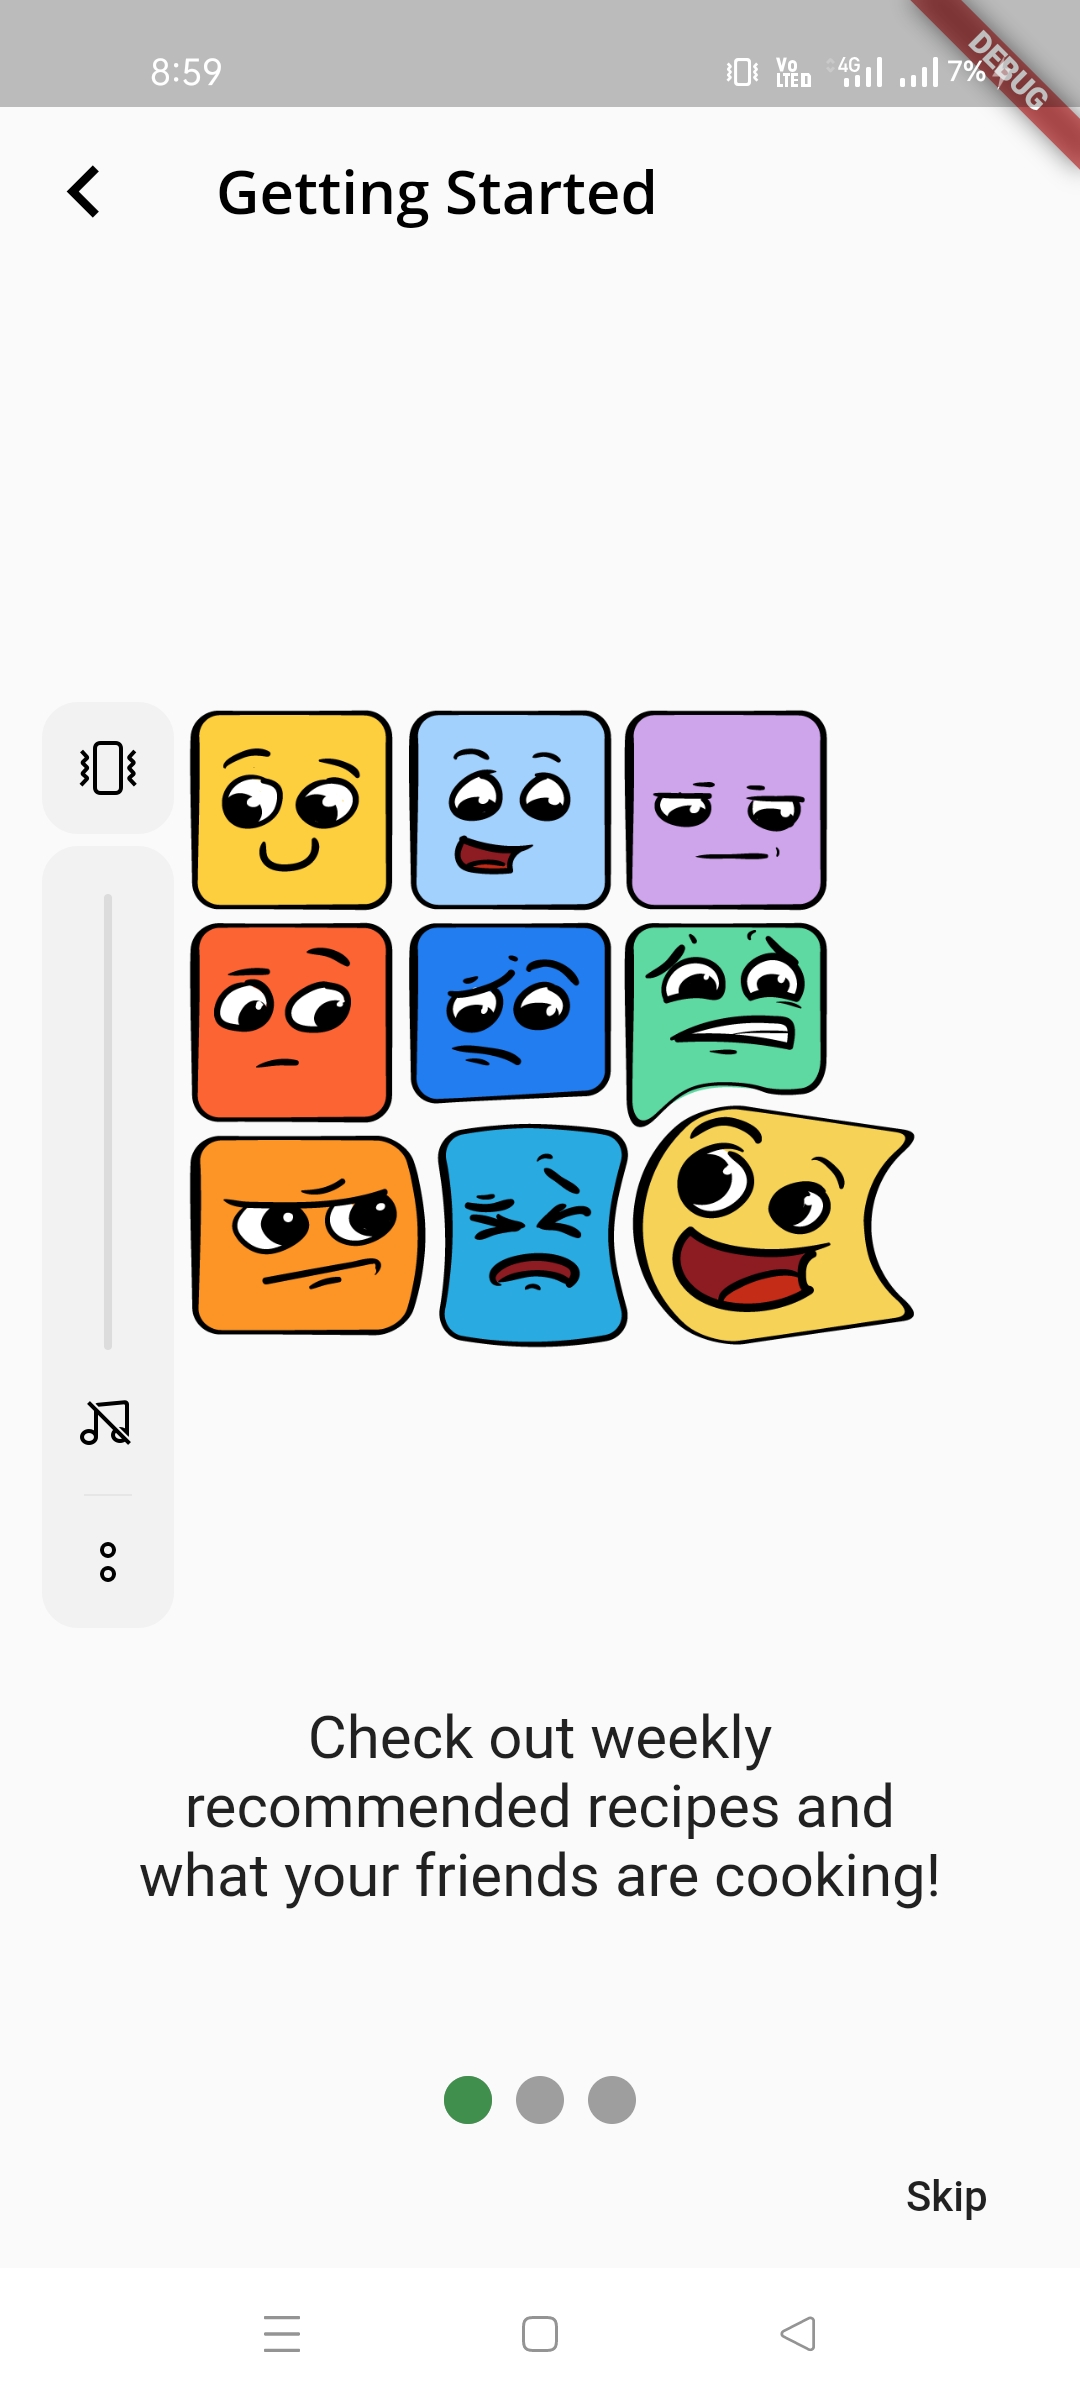 8:59
Vo
LTED
4G
7%
DEBUG
Getting Started
Check out weekly
recommended recipes and
what your friends are cooking!
Skip